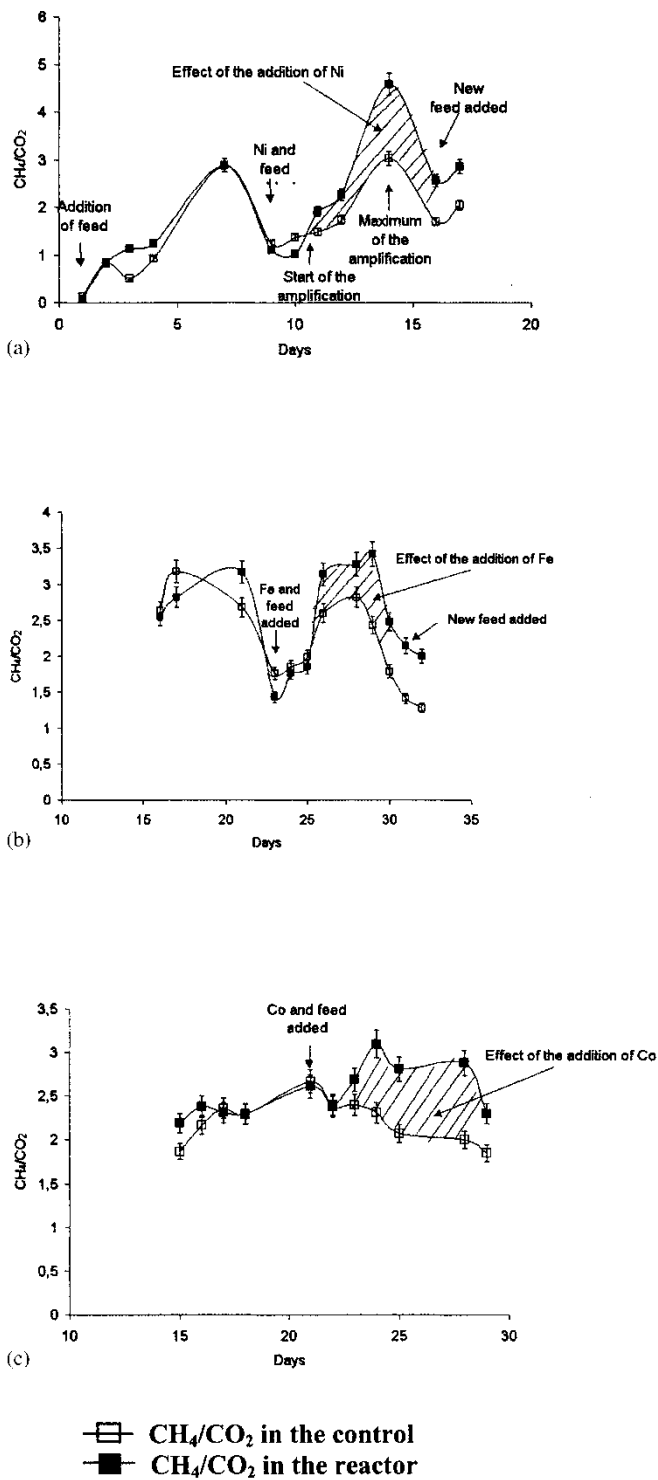 6
Effect of the addition of Ni
5
New
feed added
4
CH₄/CO₂
Ni and
feed
3
Addition
of feed
2
Maximum
of the
amplification
1
Start of the
amplification
0
0 5 10 15 20
Days
(a)
4
3,5
Effect of the addition of Fe
3
Fe and
feed
added
2,5
New feed added
CH₄/CO₂
2
1,5
1
0,5
0
10 15 20 25 30 35
Days
(b)
3,5
Co and feed
added
3
Effect of the addition of Co
2,5
CH₄/CO₂
2
1,5
1
0,5
0
10 15 20 25 30
Days
(c)
CH₄/CO₂ in the control
CH₄/CO₂ in the reactor